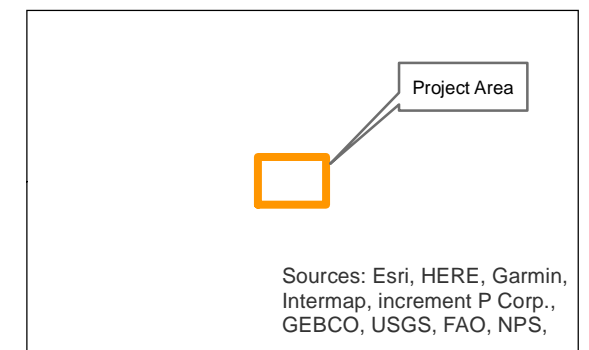 Project Area
Sources: Esri, HERE, Garmin,
Intermap, increment P Corp.,
GEBCO, USGS, FAO, NPS,